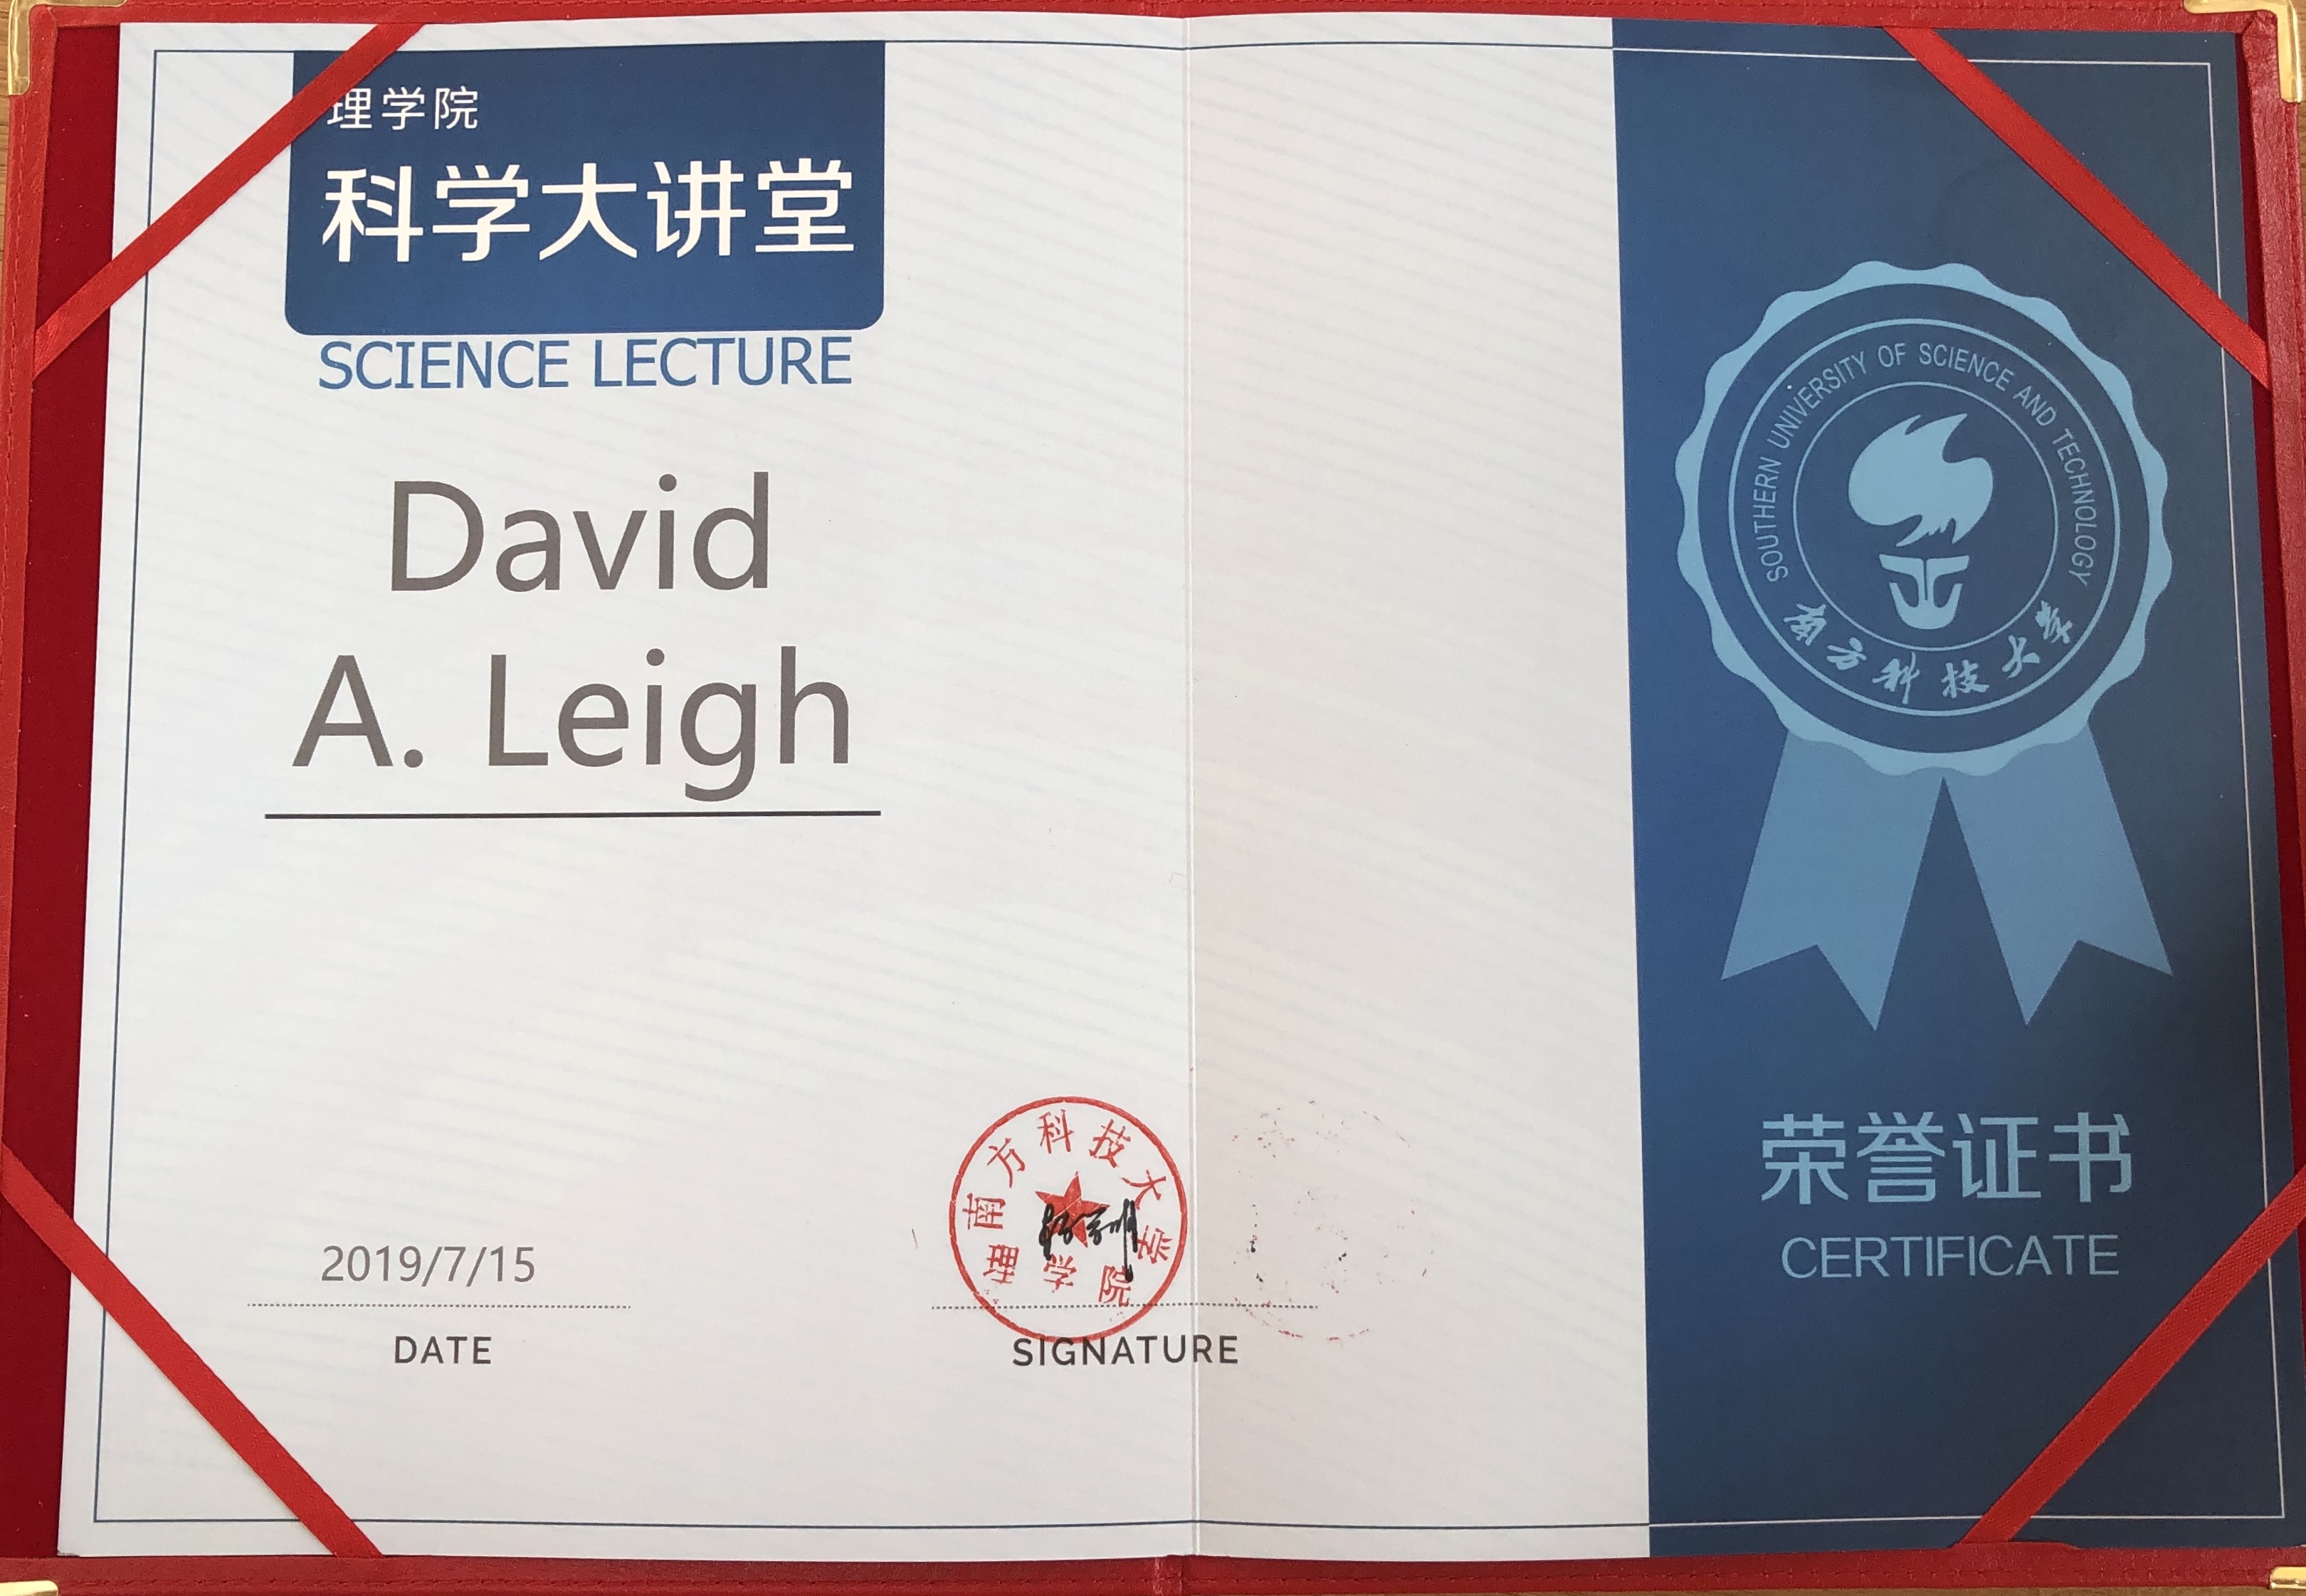 理学院
科学大讲堂
SCIENCE LECTURE
David
A. Leigh
2019/7/15
DATE
南方科技大学
理学院
SIGNATURE
SOUTHERN UNIVERSITY OF SCIENCE AND TECHNOLOGY
南方科技大学
荣誉证书
CERTIFICATE